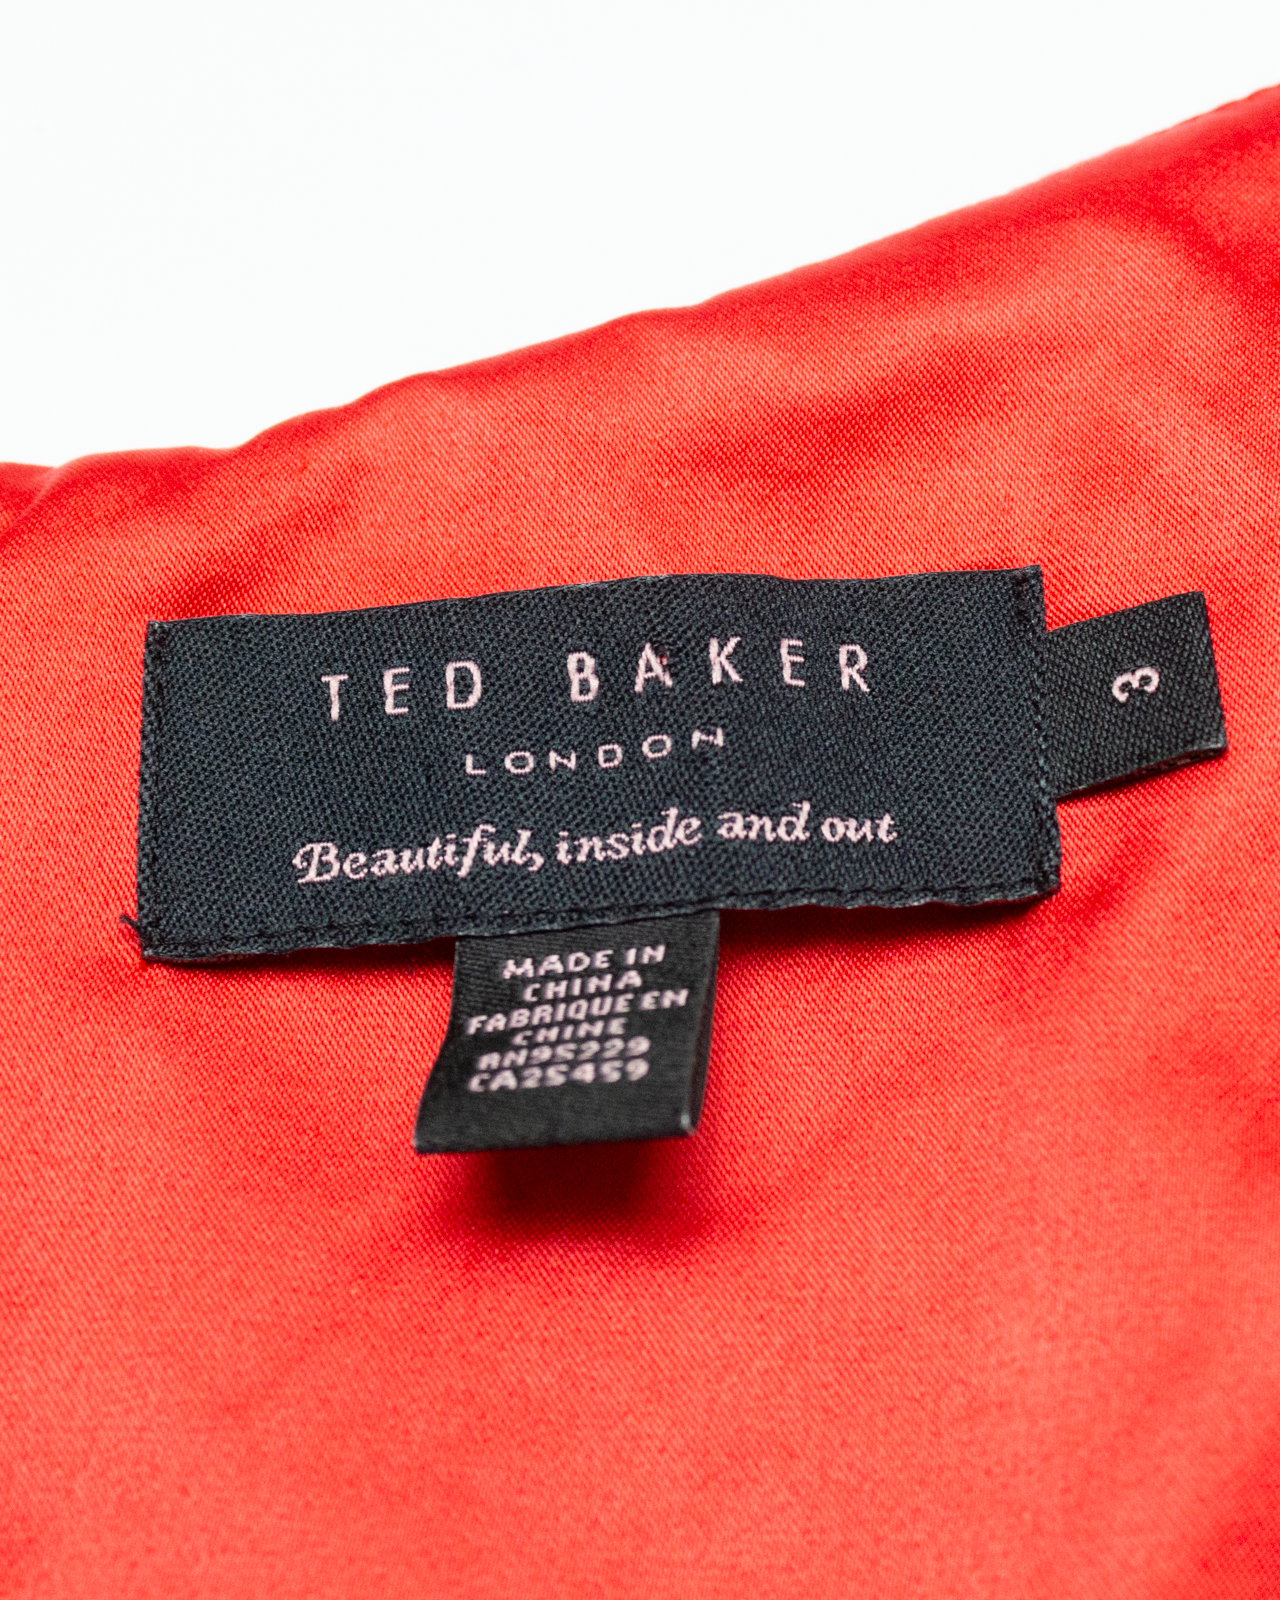 TED BAKER
LONDON
Beautiful, inside and out
3
MADE IN
CHINA
FABRIQUE EN
CHINE
RN95229
CA25459